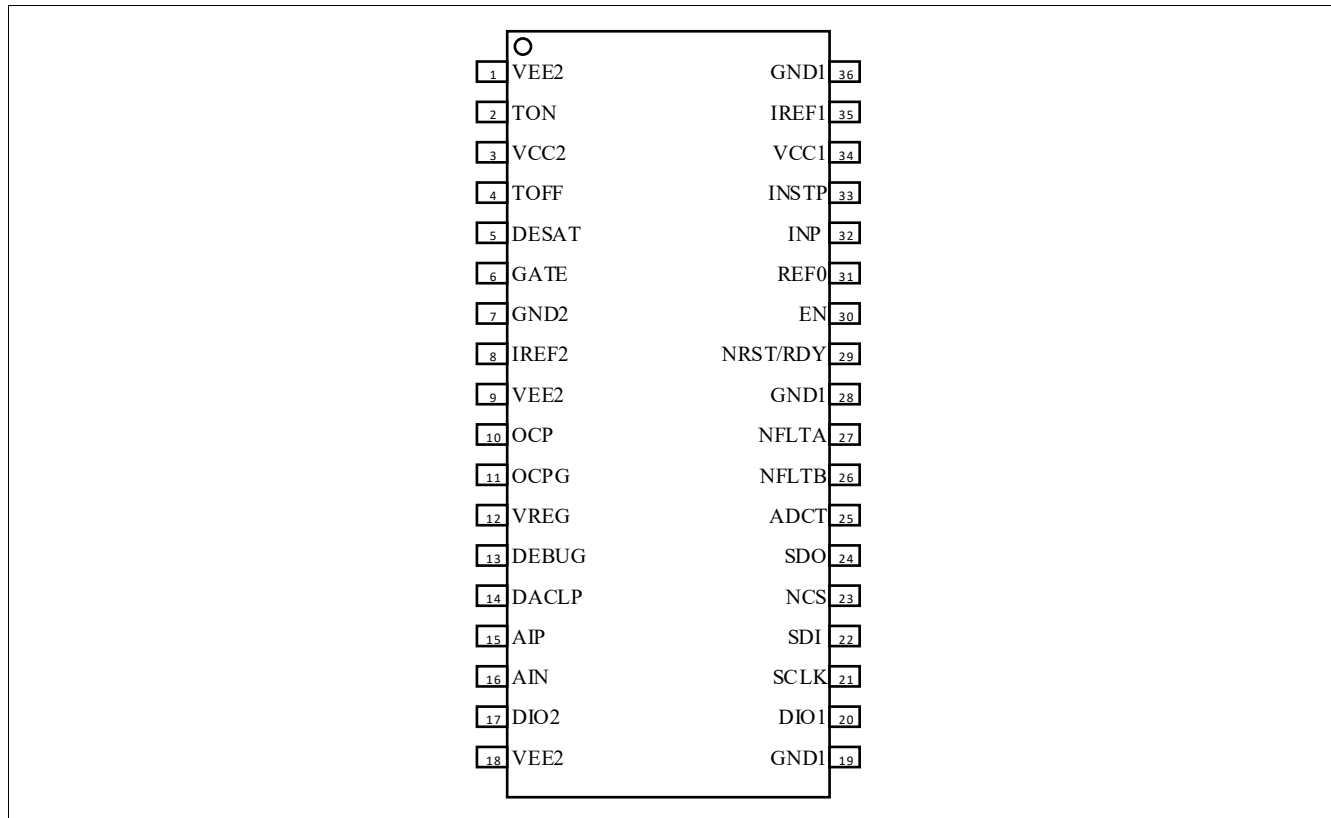 1 VEE2 GND1 36
2 TON IREF1 35
3 VCC2 VCC1 34
4 TOFF INSTP 33
5 DESAT INP 32
6 GATE REF0 31
7 GND2 EN 30
8 IREF2 NRST/RDY 29
9 VEE2 GND1 28
10 OCP NFLTA 27
11 OCPG NFLTB 26
12 VREG ADCT 25
13 DEBUG SDO 24
14 DACLP NCS 23
15 AIP SDI 22
16 AIN SCLK 21
17 DIO2 DIO1 20
18 VEE2 GND1 19